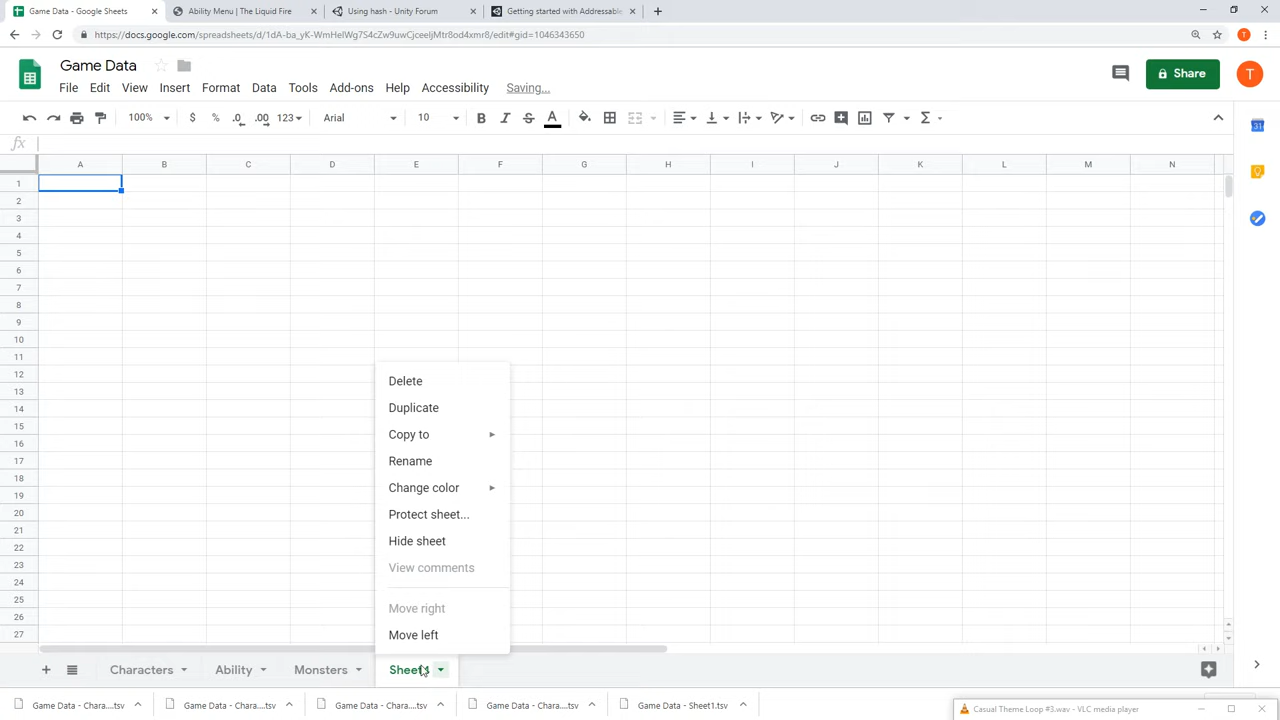 Game Data - Google Sheets
Ability Menu | The Liquid Fire
Using hash - Unity Forum
Getting started with Addressable
https://docs.google.com/spreadsheets/d/1dA-ba_yK-WmHeIWg7S4cZw9uwCjceeIjMtr8od4xmr8/edit#gid=1046343650
T
Game Data
File Edit View Insert Format Data Tools Add-ons Help Accessibility Saving...
Share
T
100% $ % .0 .00 123 Arial 10 B I S A Σ
fx
31
A B C D E F G H I J K L M N
1
2
3
4
5
6
7
8
9
10
11
12
13
14
15
16
17
18
19
20
21
22
23
24
25
26
27
Delete
Duplicate
Copy to
Rename
Change color
Protect sheet...
Hide sheet
View comments
Move right
Move left
Characters Ability Monsters Sheet1
Game Data - Chara....tsv
Game Data - Chara....tsv
Game Data - Chara....tsv
Game Data - Chara....tsv
Game Data - Sheet1.tsv
Casual Theme Loop #3.wav - VLC media player